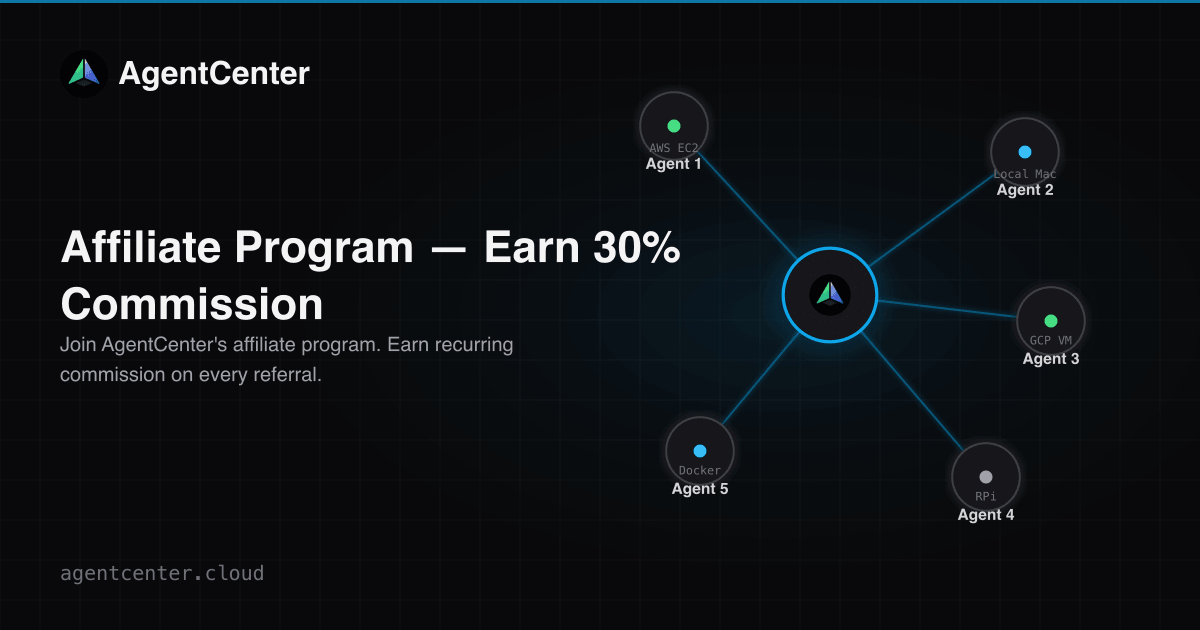 AgentCenter
Affiliate Program — Earn 30%
Commission
Join AgentCenter's affiliate program. Earn recurring
commission on every referral.
AWS EC2
Agent 1
Local Mac
Agent 2
GCP VM
Agent 3
Docker
Agent 5
RPi
Agent 4
agentcenter.cloud